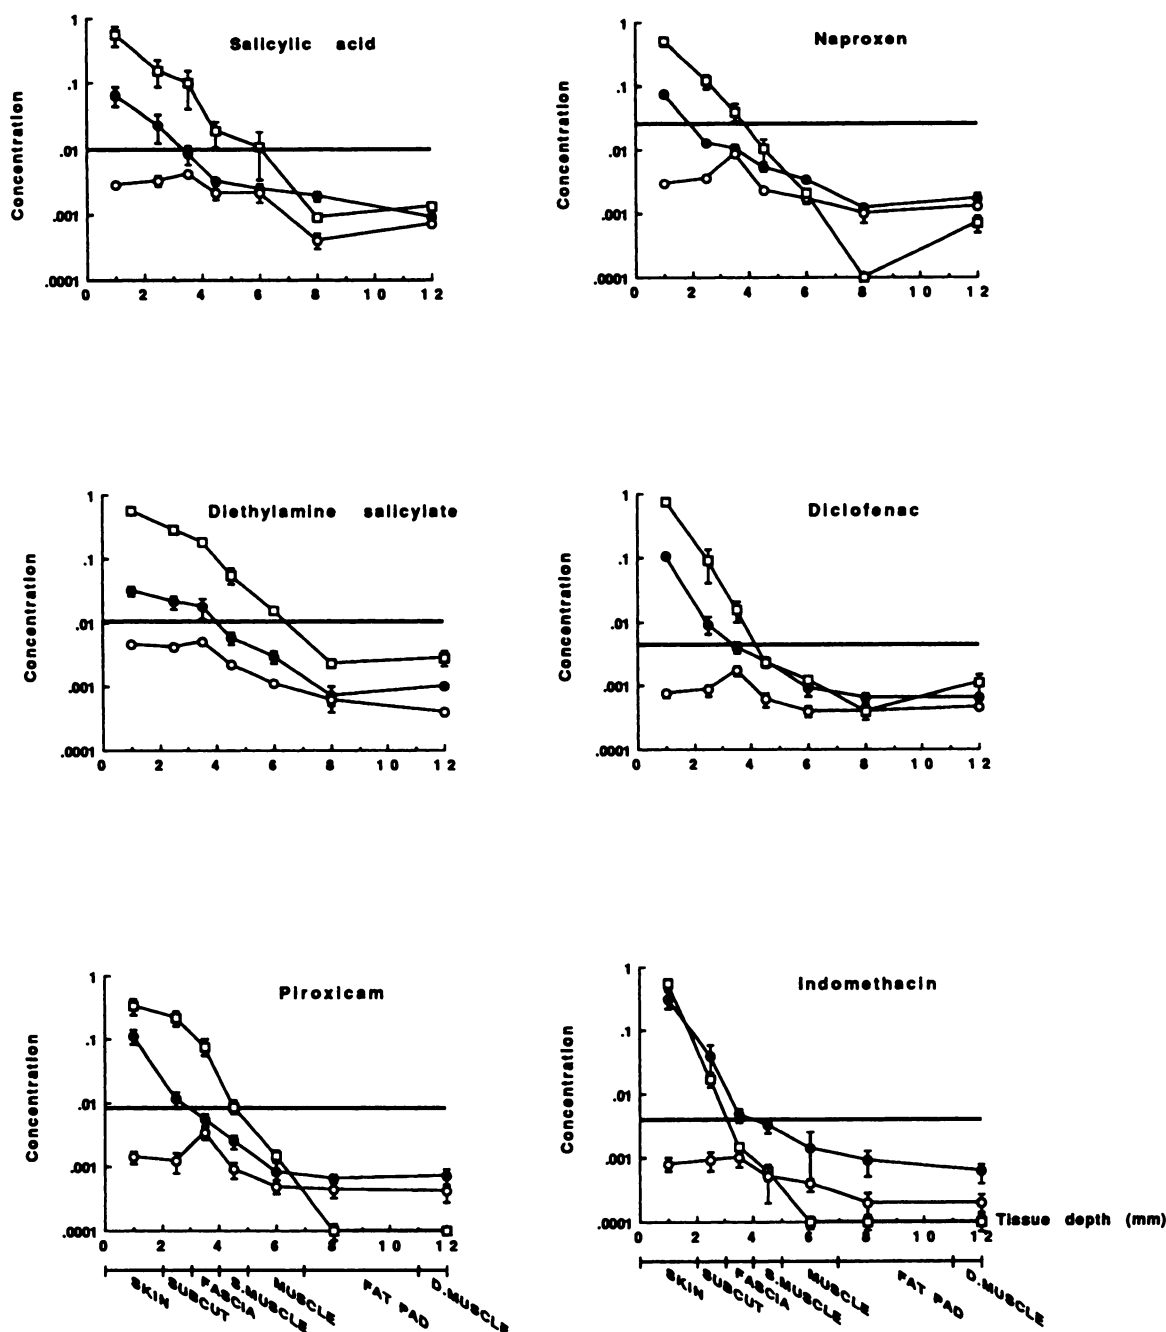 Salicylic acid
Concentration
1
.1
.01
.001
.0001
0 2 4 6 8 10 12
Naproxen
Concentration
1
.1
.01
.001
.0001
0 2 4 6 8 10 12
Diethylamine salicylate
Concentration
1
.1
.01
.001
.0001
0 2 4 6 8 10 12
Diclofenac
Concentration
1
.1
.01
.001
.0001
0 2 4 6 8 10 12
Piroxicam
Concentration
1
.1
.01
.001
.0001
0 2 4 6 8 10 12
SKIN SUBCUT FASCIA S.MUSCLE MUSCLE FAT PAD D.MUSCLE
Indomethacin
Concentration
1
.1
.01
.001
.0001
0 2 4 6 8 10 12
Tissue depth (mm)
SKIN SUBCUT FASCIA S.MUSCLE MUSCLE FAT PAD D.MUSCLE